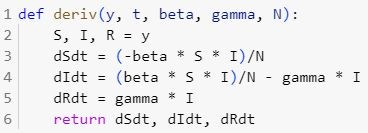 1 def deriv(y, t, beta, gamma, N):
2     S, I, R = y
3     dSdt = (-beta * S * I)/N
4     dIdt = (beta * S * I)/N - gamma * I
5     dRdt = gamma * I
6     return dSdt, dIdt, dRdt